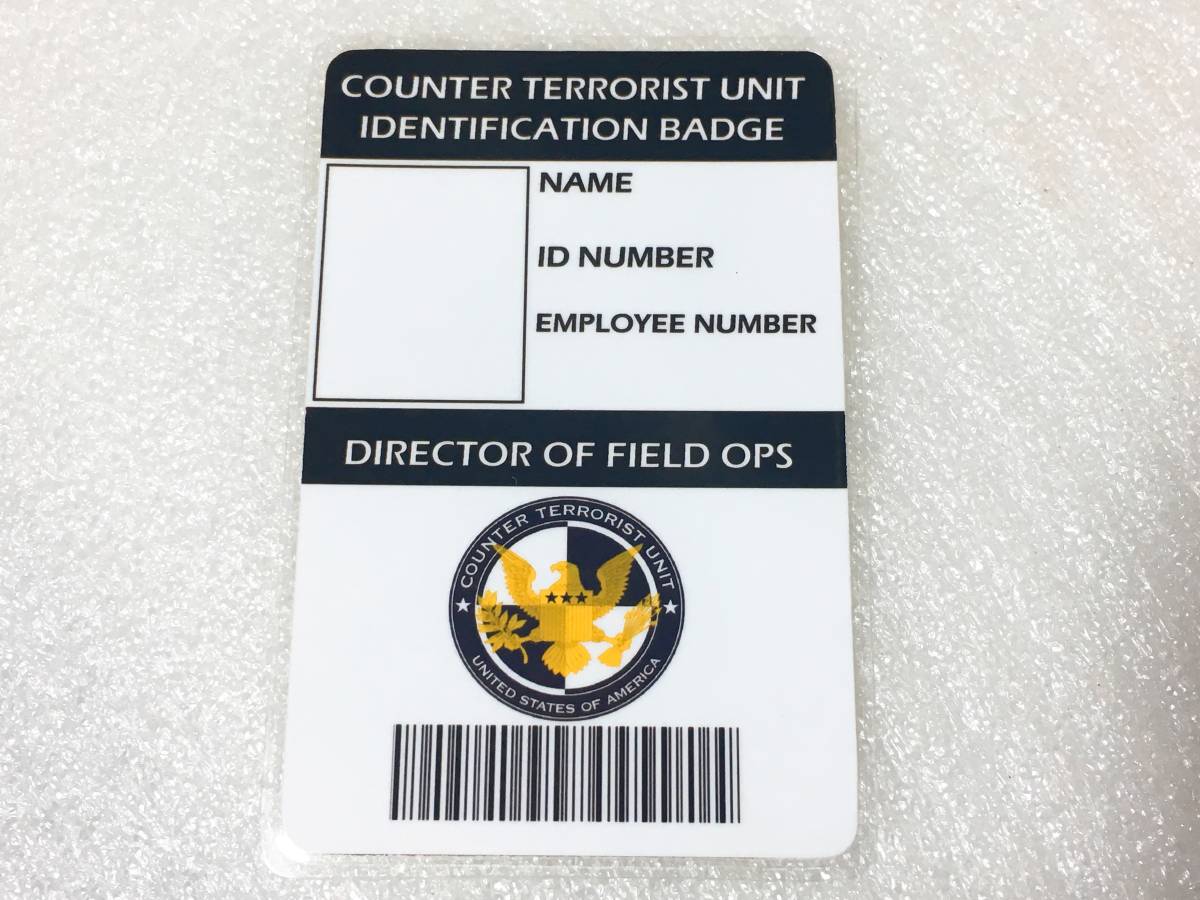 COUNTER TERRORIST UNIT
IDENTIFICATION BADGE
NAME
ID NUMBER
EMPLOYEE NUMBER
DIRECTOR OF FIELD OPS
COUNTER TERRORIST UNIT
UNITED STATES OF AMERICA